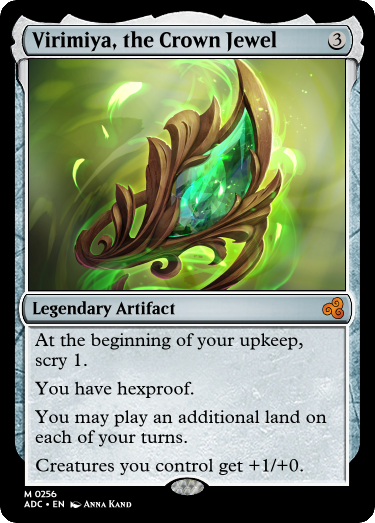 Virimiya, the Crown Jewel 3
Legendary Artifact
At the beginning of your upkeep,
scry 1.
You have hexproof.
You may play an additional land on
each of your turns.
Creatures you control get +1/+0.
M 0256
ADC • EN Anna Kand